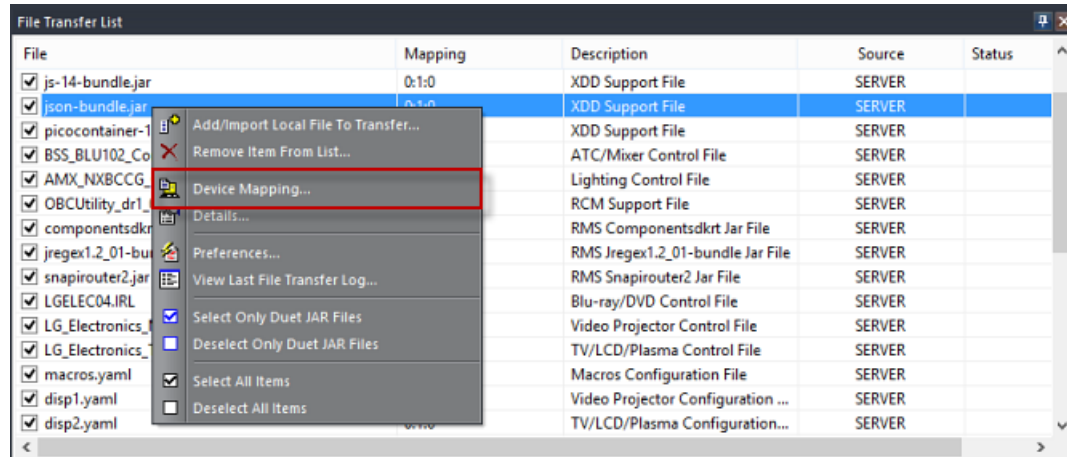 File Transfer List
File Mapping Description Source Status
js-14-bundle.jar 0:1:0 XDD Support File SERVER
json-bundle.jar 0:1:0 XDD Support File SERVER
picocontainer-1 XDD Support File SERVER
BSS_BLU102_Co ATC/Mixer Control File SERVER
AMX_NXBCCG_ Lighting Control File SERVER
OBCUtility_dr1_ RCM Support File SERVER
componentsdkr RMS Componentsdkrt Jar File SERVER
jregex1.2_01-bu RMS Jregex1.2_01-bundle Jar File SERVER
snapirouter2.jar RMS Snapirouter2 Jar File SERVER
LGELEC04.IRL Blu-ray/DVD Control File SERVER
LG_Electronics_ Video Projector Control File SERVER
LG_Electronics_ TV/LCD/Plasma Control File SERVER
macros.yaml Macros Configuration File SERVER
disp1.yaml Video Projector Configuration ... SERVER
disp2.yaml 0:1:0 TV/LCD/Plasma Configuration... SERVER
Add/Import Local File To Transfer...
Remove Item From List...
Device Mapping...
Details...
Preferences...
View Last File Transfer Log...
Select Only Duet JAR Files
Deselect Only Duet JAR Files
Select All Items
Deselect All Items